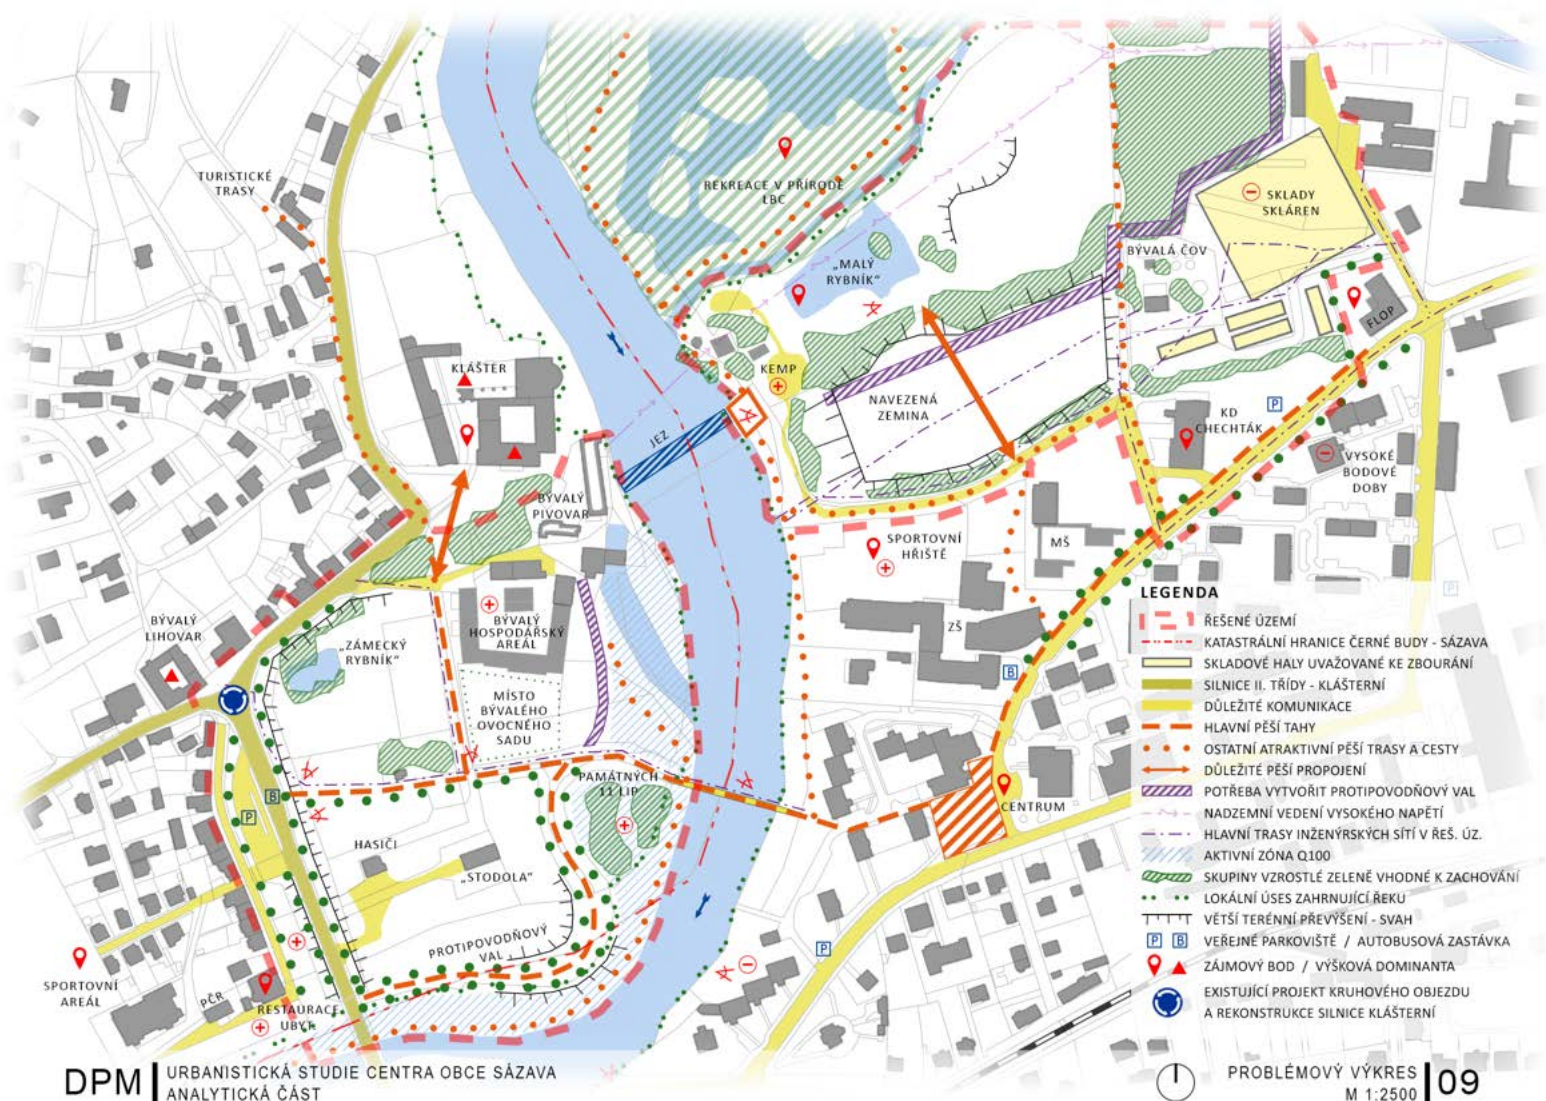 TURISTICKÉ
TRASY
REKREACE V PŘÍRODĚ
LBC
SKLADY
SKLÁREN
„MALÝ
RYBNÍK“
BÝVALÁ ČOV
FLOP
KLÁŠTER
KEMP
NAVEZENÁ
ZEMINA
P
KD
CHECHTÁK
JEZ
VYSOKÉ
BODOVÉ
DOBY
BÝVALÝ
PIVOVAR
SPORTOVNÍ
HŘIŠTĚ
MŠ
BÝVALÝ
LIHOVAR
„ZÁMECKÝ
RYBNÍK“
BÝVALÝ
HOSPODÁŘSKÝ
AREÁL
ZŠ
B
MÍSTO
BÝVALÉHO
OVOCNÉHO
SADU
PAMÁTNÝCH
11 LIP
CENTRUM
B
P
HASIČI
„STODOLA“
PROTIPOVODŇOVÝ
VAL
P
SPORTOVNÍ
AREÁL
PČR
RESTAURACE
UBYT.
LEGENDA
ŘEŠENÉ ÚZEMÍ
KATASTRÁLNÍ HRANICE ČERNÉ BUDY - SÁZAVA
SKLADOVÉ HALY UVAŽOVANÉ KE ZBOURÁNÍ
SILNICE II. TŘÍDY - KLÁŠTERNÍ
DŮLEŽITÉ KOMUNIKACE
HLAVNÍ PĚŠÍ TAHY
OSTATNÍ ATRAKTIVNÍ PĚŠÍ TRASY A CESTY
DŮLEŽITÉ PĚŠÍ PROPOJENÍ
POTŘEBA VYTVOŘIT PROTIPOVODŇOVÝ VAL
NADZEMNÍ VEDENÍ VYSOKÉHO NAPĚTÍ
HLAVNÍ TRASY INŽENÝRSKÝCH SÍTÍ V ŘEŠ. ÚZ.
AKTIVNÍ ZÓNA Q100
SKUPINY VZROSTLÉ ZELENĚ VHODNÉ K ZACHOVÁNÍ
LOKÁLNÍ ÚSES ZAHRNUJÍCÍ ŘEKU
VĚTŠÍ TERÉNNÍ PŘEVÝŠENÍ - SVAH
P B VEŘEJNÉ PARKOVIŠTĚ / AUTOBUSOVÁ ZASTÁVKA
ZÁJMOVÝ BOD / VÝŠKOVÁ DOMINANTA
EXISTUJÍCÍ PROJEKT KRUHOVÉHO OBJEZDU
A REKONSTRUKCE SILNICE KLÁŠTERNÍ
DPM
URBANISTICKÁ STUDIE CENTRA OBCE SÁZAVA
ANALYTICKÁ ČÁST
PROBLÉMOVÝ VÝKRES
M 1:2500
09